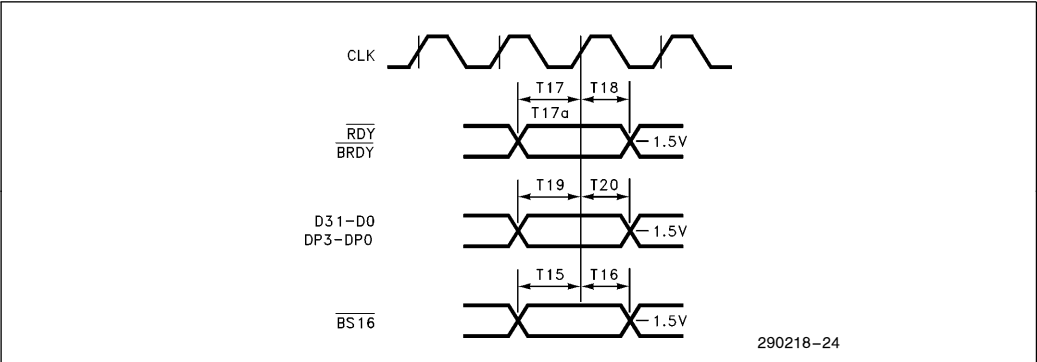 CLK
T17 T18
T17a
RDY
BRDY
1.5V
T19 T20
D31-D0
DP3-DP0
1.5V
T15 T16
BS16
1.5V
290218-24